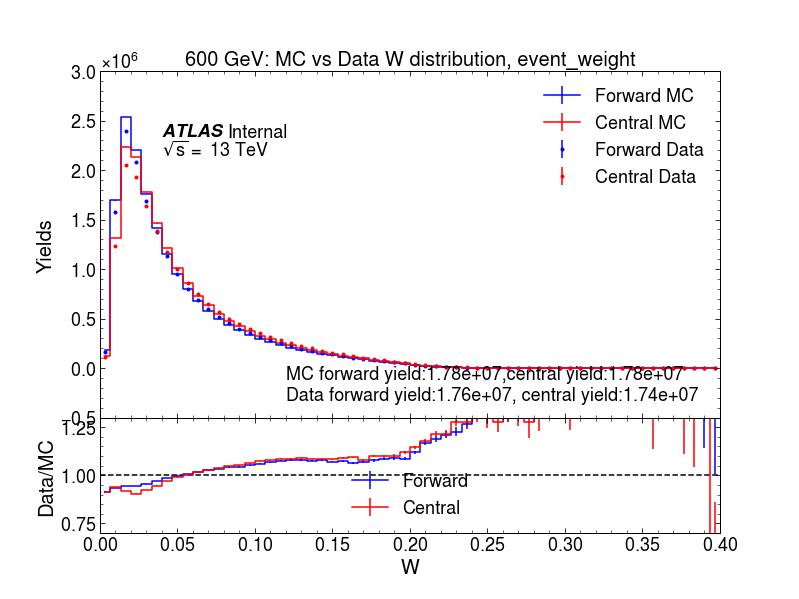 ×10⁶
600 GeV: MC vs Data W distribution, event_weight
3.0
2.5
2.0
1.5
1.0
0.5
0.0
0.5
Yields
ATLAS Internal
√s = 13 TeV
Forward MC
Central MC
Forward Data
Central Data
MC forward yield:1.78e+07,central yield:1.78e+07
Data forward yield:1.76e+07, central yield:1.74e+07
1.25
1.00
0.75
Data/MC
Forward
Central
0.00 0.05 0.10 0.15 0.20 0.25 0.30 0.35 0.40
W